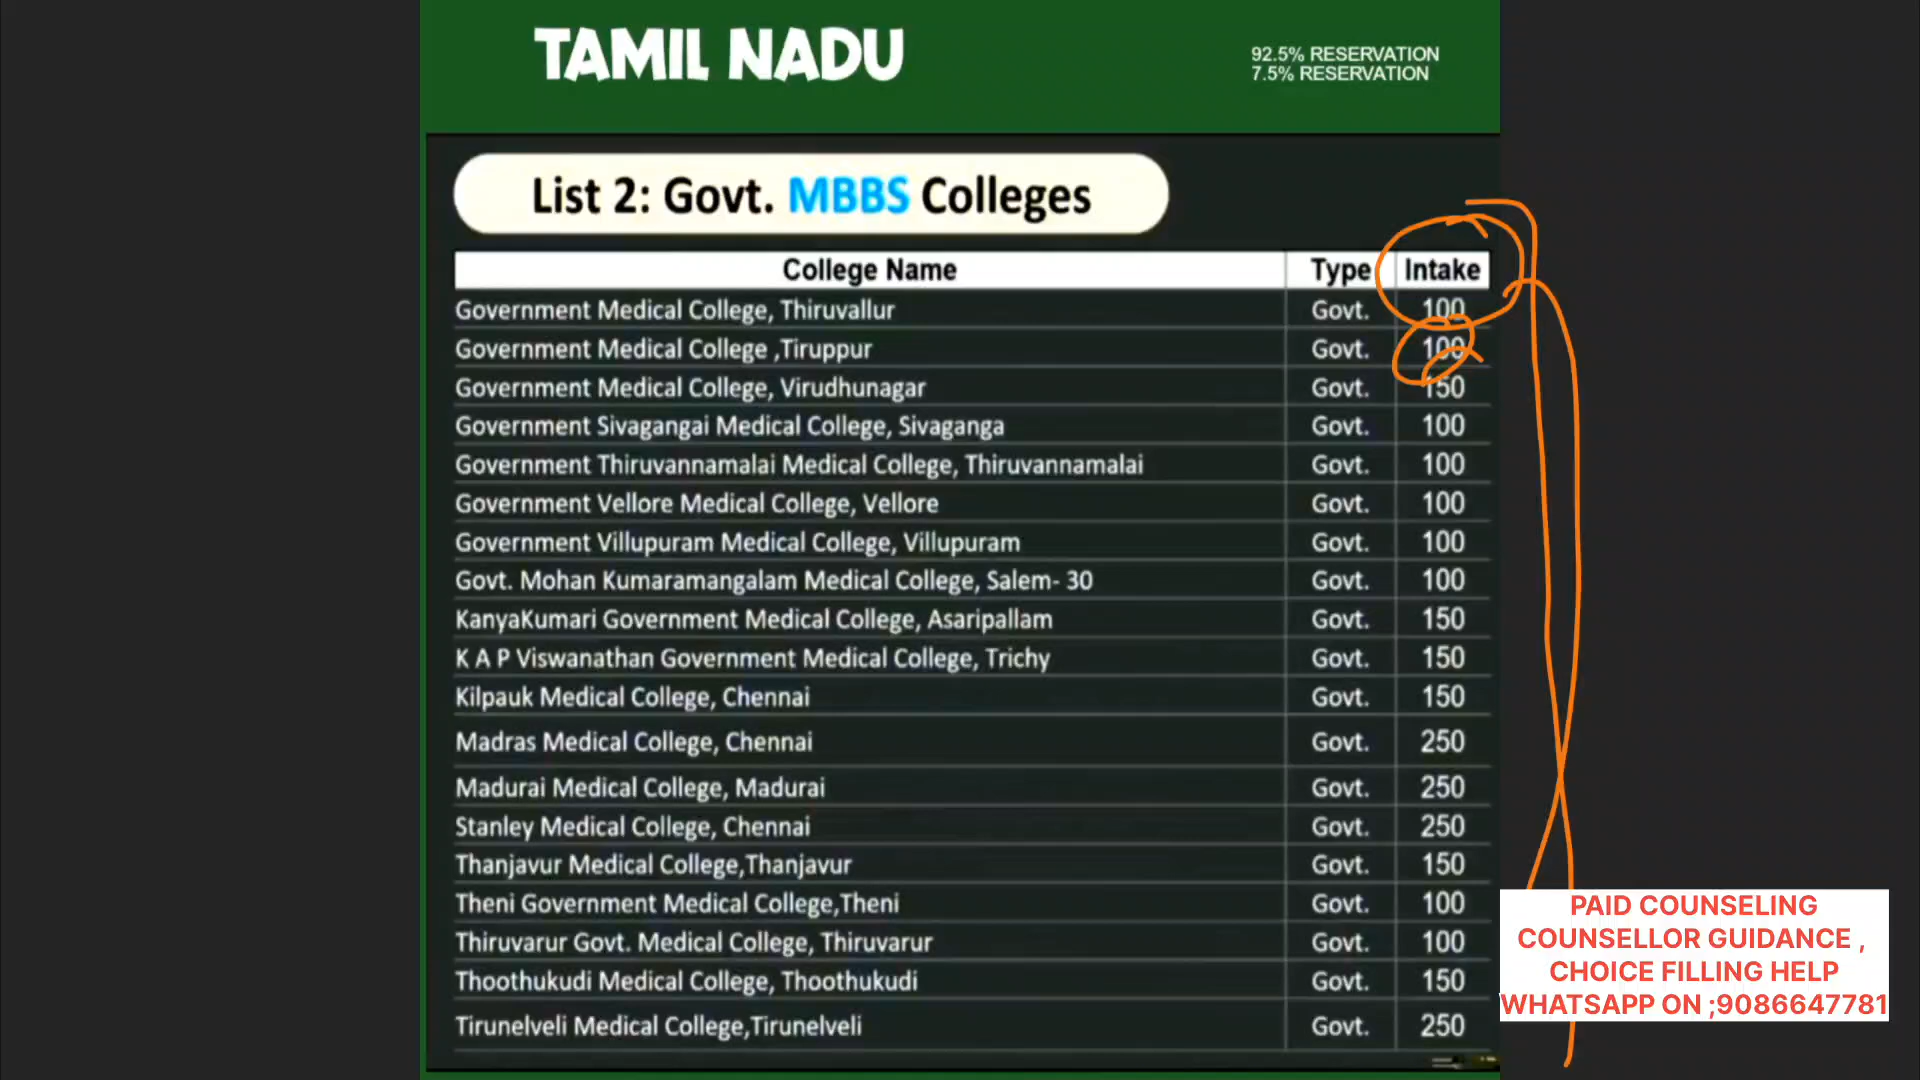 TAMIL NADU
92.5% RESERVATION
7.5% RESERVATION
List 2: Govt. MBBS Colleges
College Name Type Intake
Government Medical College, Thiruvallur Govt. 100
Government Medical College ,Tiruppur Govt. 100
Government Medical College, Virudhunagar Govt. 150
Government Sivagangai Medical College, Sivaganga Govt. 100
Government Thiruvannamalai Medical College, Thiruvannamalai Govt. 100
Government Vellore Medical College, Vellore Govt. 100
Government Villupuram Medical College, Villupuram Govt. 100
Govt. Mohan Kumaramangalam Medical College, Salem- 30 Govt. 100
KanyaKumari Government Medical College, Asaripallam Govt. 150
K A P Viswanathan Government Medical College, Trichy Govt. 150
Kilpauk Medical College, Chennai Govt. 150
Madras Medical College, Chennai Govt. 250
Madurai Medical College, Madurai Govt. 250
Stanley Medical College, Chennai Govt. 250
Thanjavur Medical College,Thanjavur Govt. 150
Theni Government Medical College,Theni Govt. 100
Thiruvarur Govt. Medical College, Thiruvarur Govt. 100
Thoothukudi Medical College, Thoothukudi Govt. 150
Tirunelveli Medical College,Tirunelveli Govt. 250
PAID COUNSELING
COUNSELLOR GUIDANCE ,
CHOICE FILLING HELP
WHATSAPP ON ;9086647781